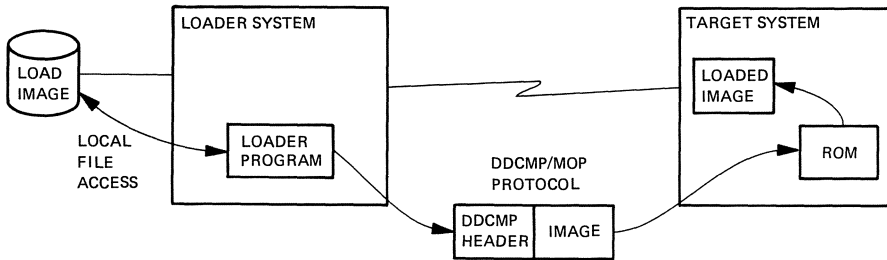 LOADER SYSTEM
TARGET SYSTEM
LOAD
IMAGE
LOADED
IMAGE
LOCAL
FILE
ACCESS
LOADER
PROGRAM
DDCMP/MOP
PROTOCOL
ROM
DDCMP
HEADER
IMAGE